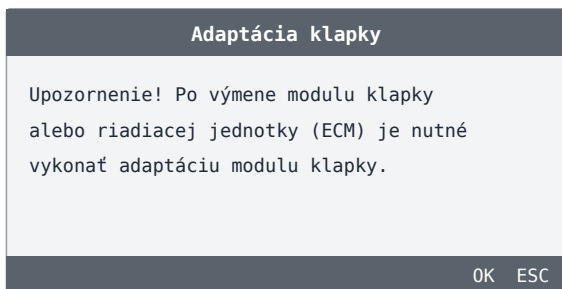 Adaptácia klapky
Upozornenie! Po výmene modulu klapky
alebo riadiacej jednotky (ECM) je nutné
vykonať adaptáciu modulu klapky.
OK ESC